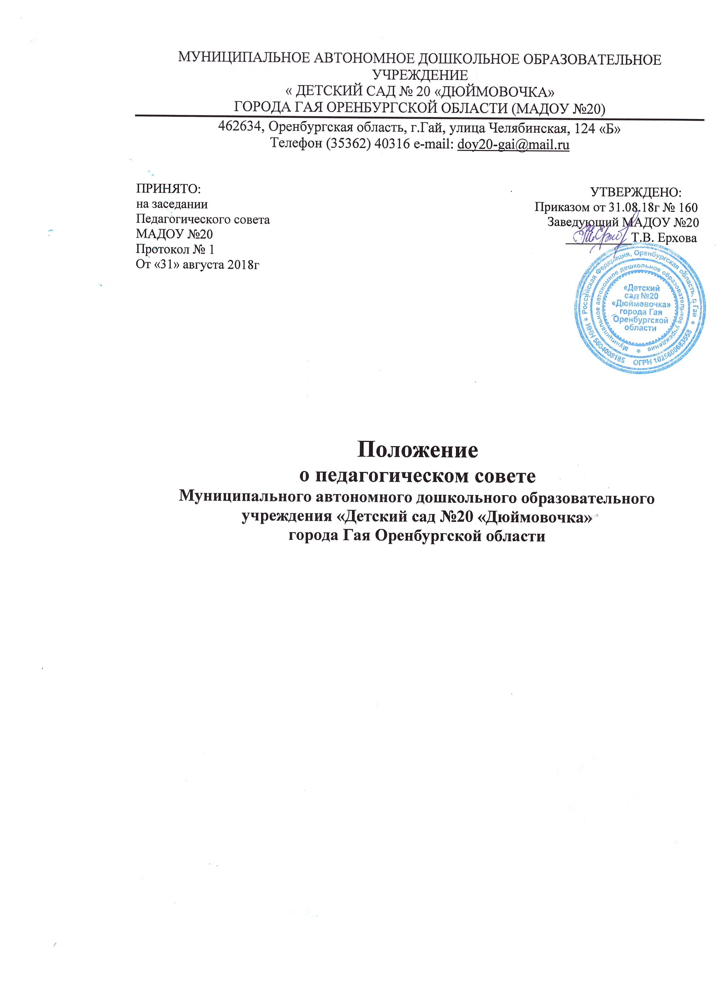 МУНИЦИПАЛЬНОЕ АВТОНОМНОЕ ДОШКОЛЬНОЕ ОБРАЗОВАТЕЛЬНОЕ
УЧРЕЖДЕНИЕ
« ДЕТСКИЙ САД № 20 «ДЮЙМОВОЧКА»
ГОРОДА ГАЯ ОРЕНБУРГСКОЙ ОБЛАСТИ (МАДОУ №20)
462634, Оренбургская область, г.Гай, улица Челябинская, 124 «Б»
Телефон (35362) 40316 e-mail: doy20-gai@mail.ru
ПРИНЯТО:
на заседании
Педагогического совета
МАДОУ №20
Протокол № 1
От «31» августа 2018г
УТВЕРЖДЕНО:
Приказом от 31.08.18г № 160
Заведующий МАДОУ №20
__________Т.В. Ерхова
Российская Федерация, Оренбургская область, г. Гай
ИНН 5604008185 ОГРН 1025600683558
Муниципальное автономное дошкольное образовательное учреждение
«Детский
сад №20
«Дюймовочка»
города Гая
Оренбургской
области
Положение
о педагогическом совете
Муниципального автономного дошкольного образовательного
учреждения «Детский сад №20 «Дюймовочка»
города Гая Оренбургской области